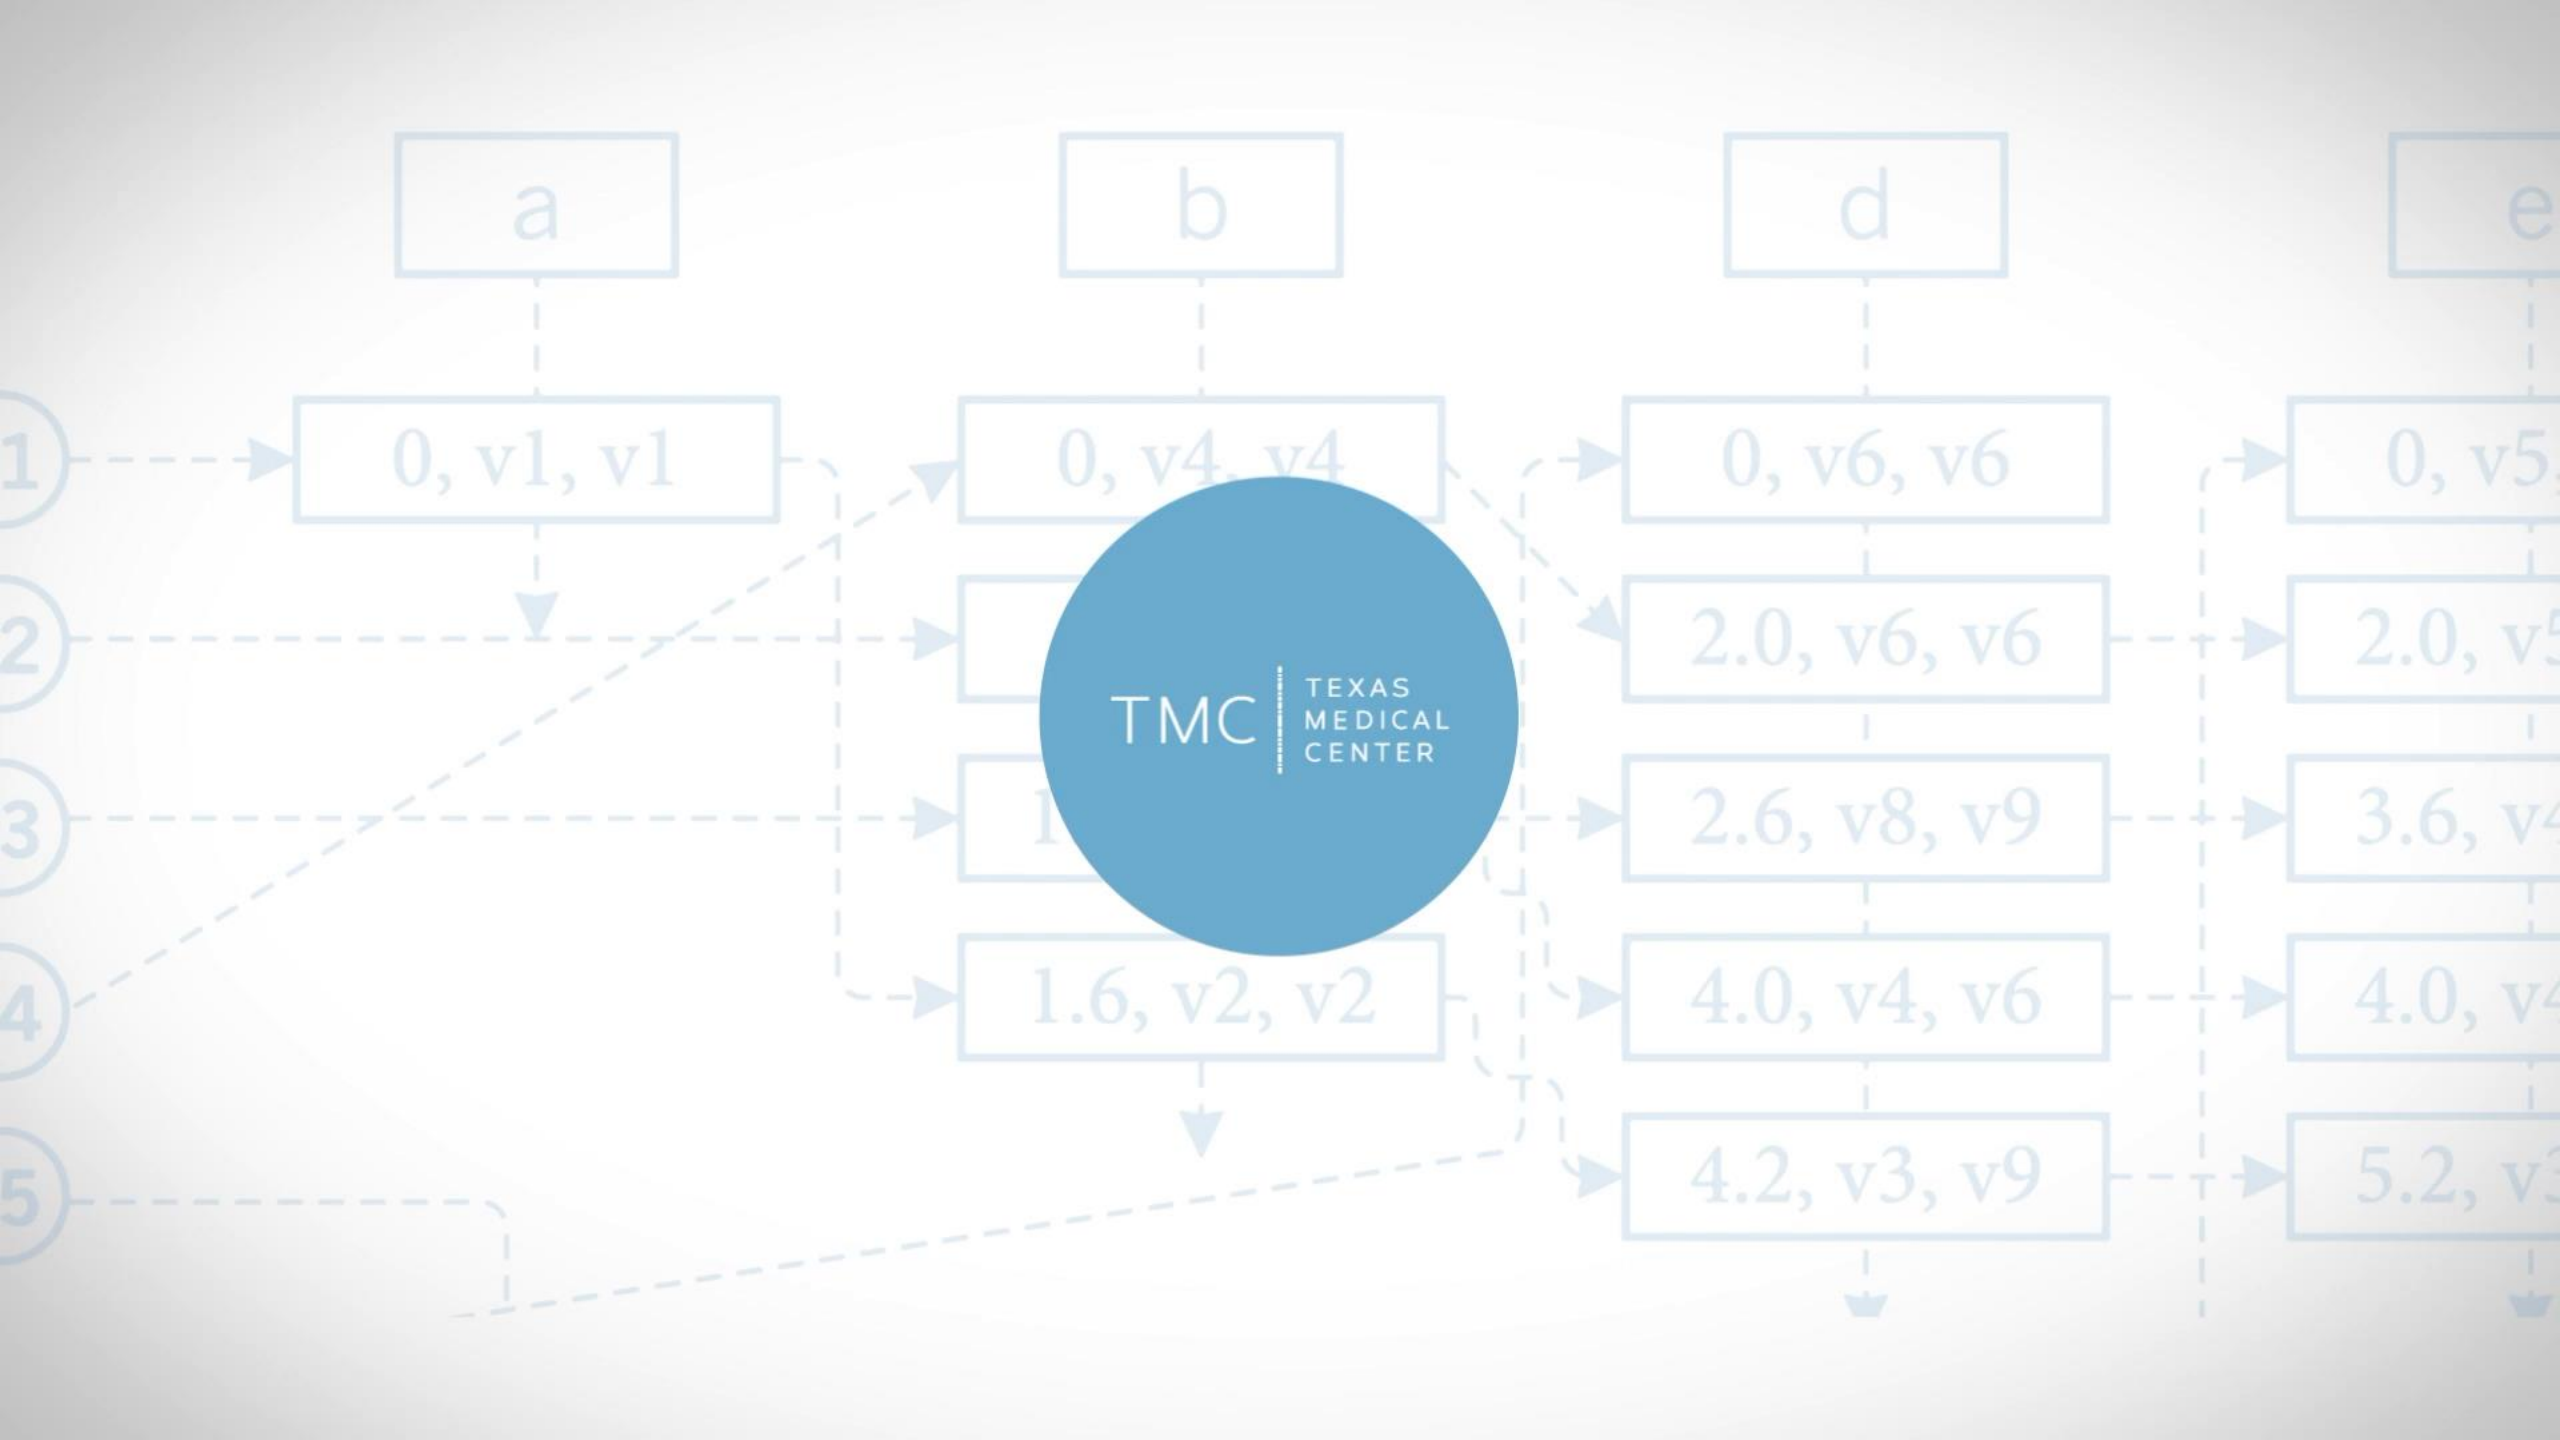 a
b
d
e
1
0, v1, v1
0, v4, v4
0, v6, v6
0, v5,
2
2.0, v6, v6
2.0,
TMC
TEXAS
MEDICAL
CENTER
3
2.6, v8, v9
3.6,
4
1.6, v2, v2
4.0, v4, v6
4.0,
5
4.2, v3, v9
5.2,